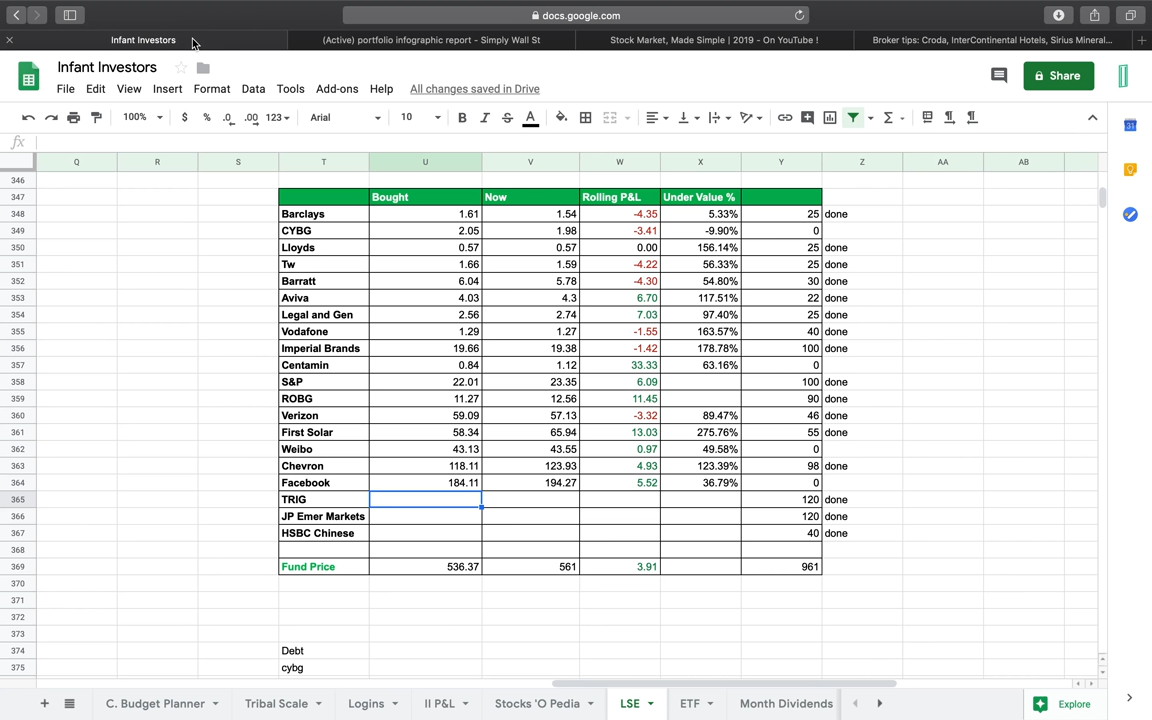 docs.google.com
Infant Investors
(Active) portfolio infographic report - Simply Wall St
Stock Market, Made Simple | 2019 - On YouTube !
Broker tips: Croda, InterContinental Hotels, Sirius Mineral...
Infant Investors
File Edit View Insert Format Data Tools Add-ons Help All changes saved in Drive
Share
100% $ % .0 .00 123 Arial 10 B I S A
fx
Q R S T U V W X Y Z AA AB
346
347 Bought Now Rolling P&L Under Value %
348 Barclays 1.61 1.54 -4.35 5.33% 25 done
349 CYBG 2.05 1.98 -3.41 -9.90% 0
350 Lloyds 0.57 0.57 0.00 156.14% 25 done
351 Tw 1.66 1.59 -4.22 56.33% 25 done
352 Barratt 6.04 5.78 -4.30 54.80% 30 done
353 Aviva 4.03 4.3 6.70 117.51% 22 done
354 Legal and Gen 2.56 2.74 7.03 97.40% 25 done
355 Vodafone 1.29 1.27 -1.55 163.57% 40 done
356 Imperial Brands 19.66 19.38 -1.42 178.78% 100 done
357 Centamin 0.84 1.12 33.33 63.16% 0
358 S&P 22.01 23.35 6.09 100 done
359 ROBG 11.27 12.56 11.45 90 done
360 Verizon 59.09 57.13 -3.32 89.47% 46 done
361 First Solar 58.34 65.94 13.03 275.76% 55 done
362 Weibo 43.13 43.55 0.97 49.58% 0
363 Chevron 118.11 123.93 4.93 123.39% 98 done
364 Facebook 184.11 194.27 5.52 36.79% 0
365 TRIG 120 done
366 JP Emer Markets 120 done
367 HSBC Chinese 40 done
368
369 Fund Price 536.37 561 3.91 961
370
371
372
373
374 Debt
375 cybg
C. Budget Planner Tribal Scale Logins II P&L Stocks 'O Pedia LSE ETF Month Dividends Explore
31